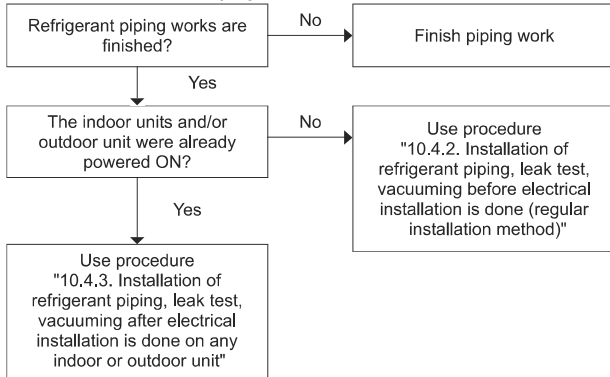 Refrigerant piping works are
finished?
No
Finish piping work
Yes
The indoor units and/or
outdoor unit were already
powered ON?
No
Use procedure
"10.4.2. Installation of
refrigerant piping, leak test,
vacuuming before electrical
installation is done (regular
installation method)"
Yes
Use procedure
"10.4.3. Installation of
refrigerant piping, leak test,
vacuuming after electrical
installation is done on any
indoor or outdoor unit"